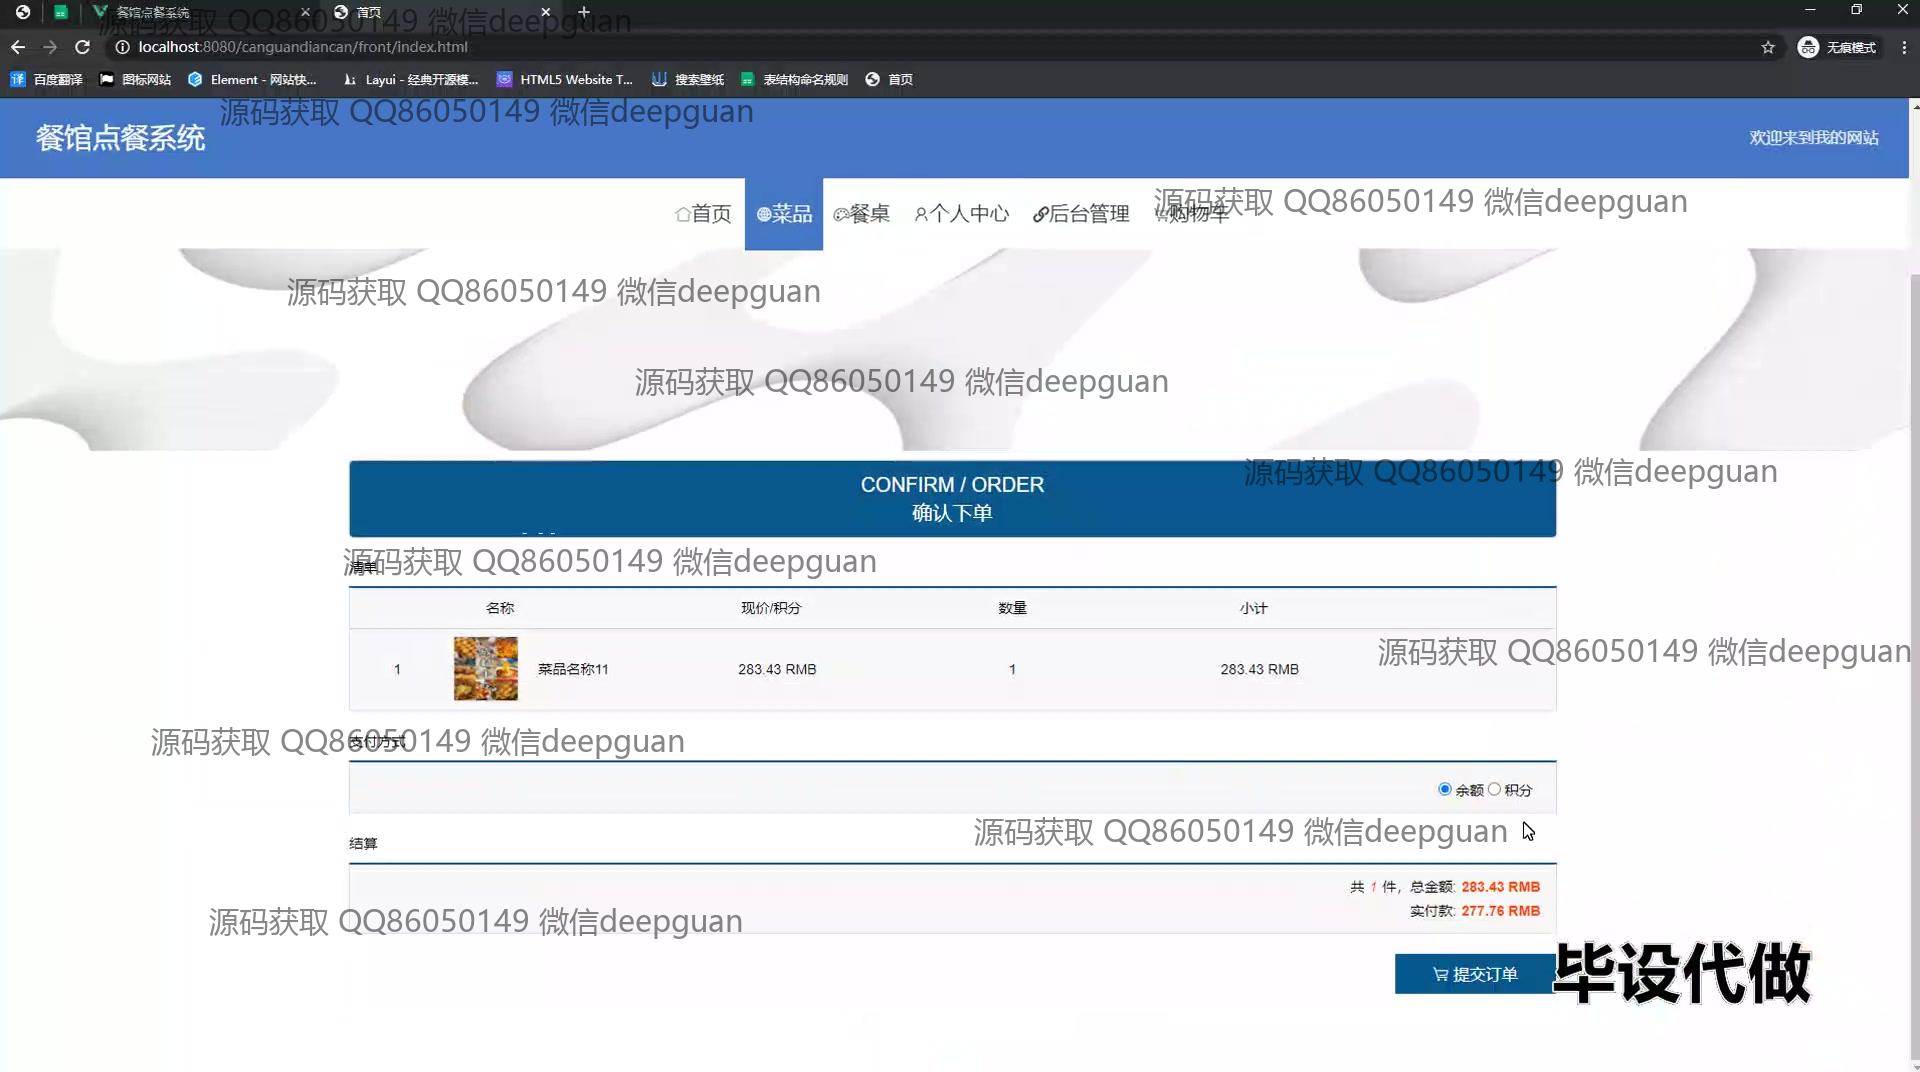 餐馆点餐系统 首页
源码获取 QQ86050149 微信deepguan
localhost:8080/canguandiancan/front/index.html 无痕模式
百度翻译 图标网站 Element - 网站快... Layui - 经典开源模... HTML5 Website T... 搜索壁纸 表结构命名规则 首页
源码获取 QQ86050149 微信deepguan
餐馆点餐系统 欢迎来到我的网站
源码获取 QQ86050149 微信deepguan
首页 菜品 餐桌 个人中心 后台管理 购物车
源码获取 QQ86050149 微信deepguan
源码获取 QQ86050149 微信deepguan
源码获取 QQ86050149 微信deepguan
CONFIRM / ORDER
确认下单
源码获取 QQ86050149 微信deepguan
清单
名称 现价/积分 数量 小计
源码获取 QQ86050149 微信deepguan
1 菜品名称11 283.43 RMB 1 283.43 RMB
源码获取 QQ86050149 微信deepguan
支付方式
余额 积分
源码获取 QQ86050149 微信deepguan
结算
共 1 件，总金额: 283.43 RMB
实付款: 277.76 RMB
源码获取 QQ86050149 微信deepguan
提交订单
毕设代做